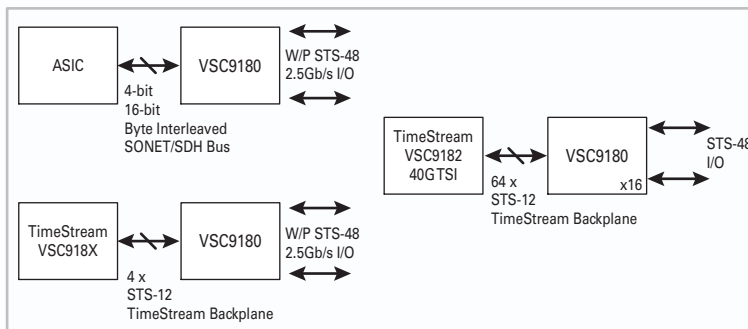 ASIC
4-bit
16-bit
Byte Interleaved
SONET/SDH Bus
VSC9180
W/P STS-48
2.5Gb/s I/O
TimeStream
VSC918X
4 x
STS-12
TimeStream Backplane
VSC9180
W/P STS-48
2.5Gb/s I/O
TimeStream
VSC9182
40G TSI
64 x
STS-12
TimeStream Backplane
VSC9180
x16
STS-48
I/O